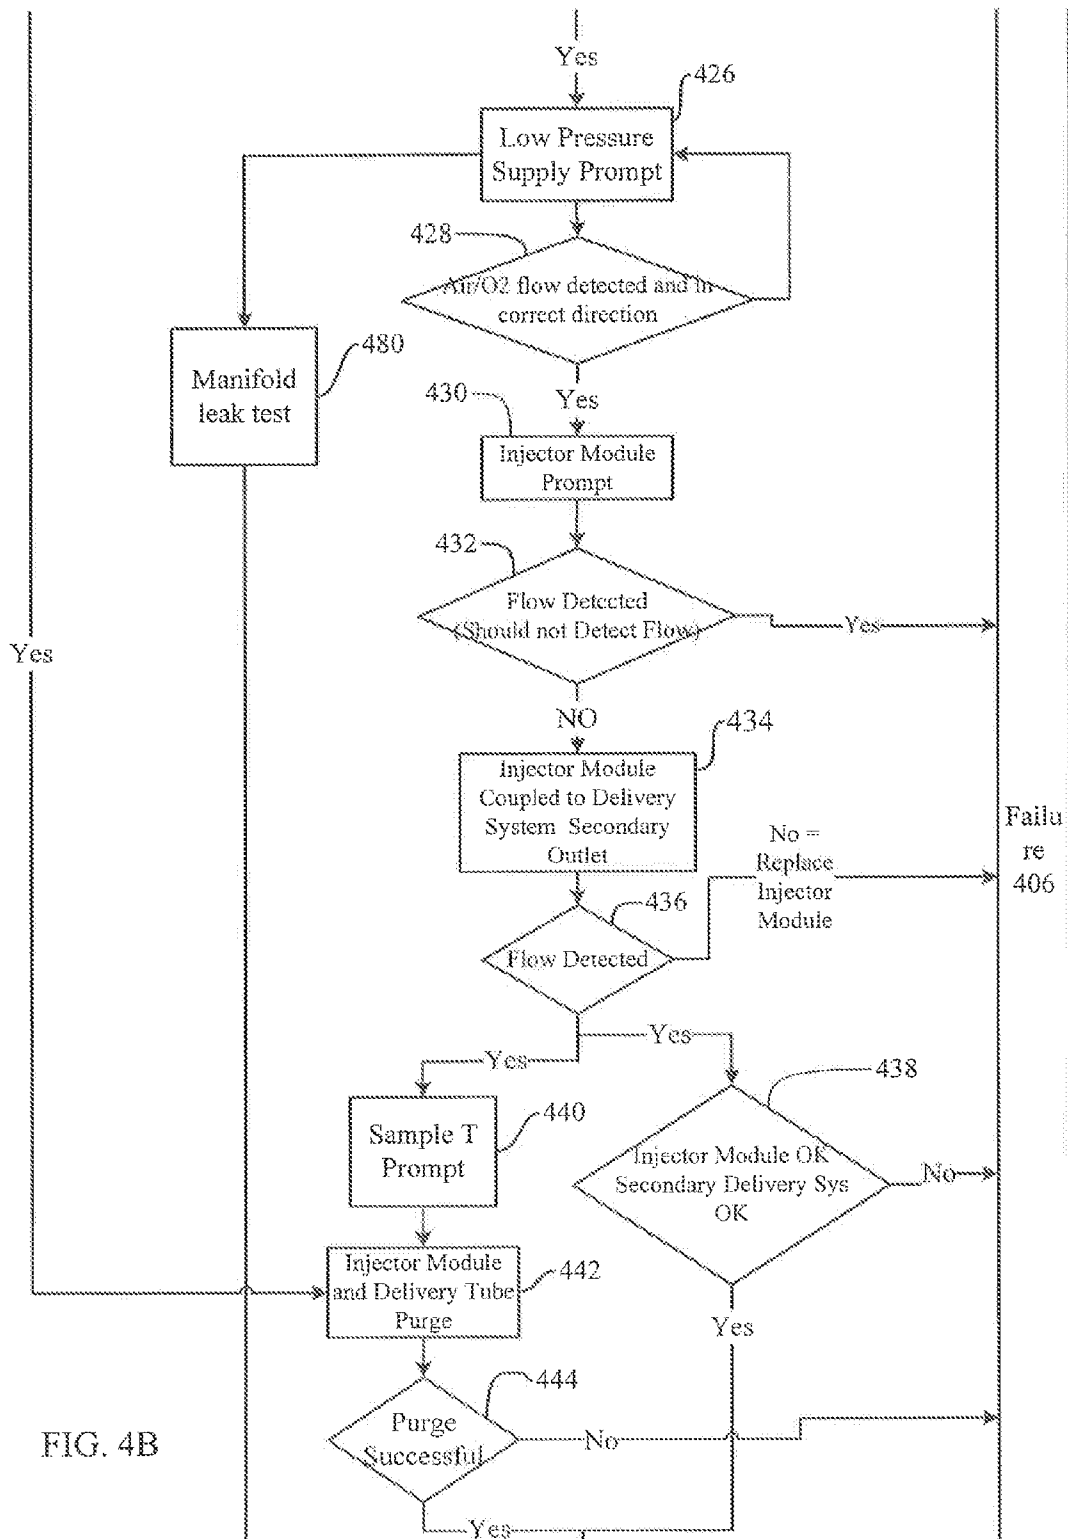 Yes
426
Low Pressure
Supply Prompt
428
Air/O2 flow detected and in
correct direction
480
Manifold
leak test
Yes
430
Injector Module
Prompt
432
Flow Detected
(Should not Detect Flow)
Yes
Yes
NO
434
Injector Module
Coupled to Delivery
System Secondary
Outlet
No =
Replace
Injector
Module
Failu
re
406
436
Flow Detected
Yes
Yes
438
440
Sample T
Prompt
Injector Module OK
Secondary Delivery Sys
OK
No
442
Injector Module
and Delivery Tube
Purge
Yes
444
Purge
Successful
No
FIG. 4B
Yes